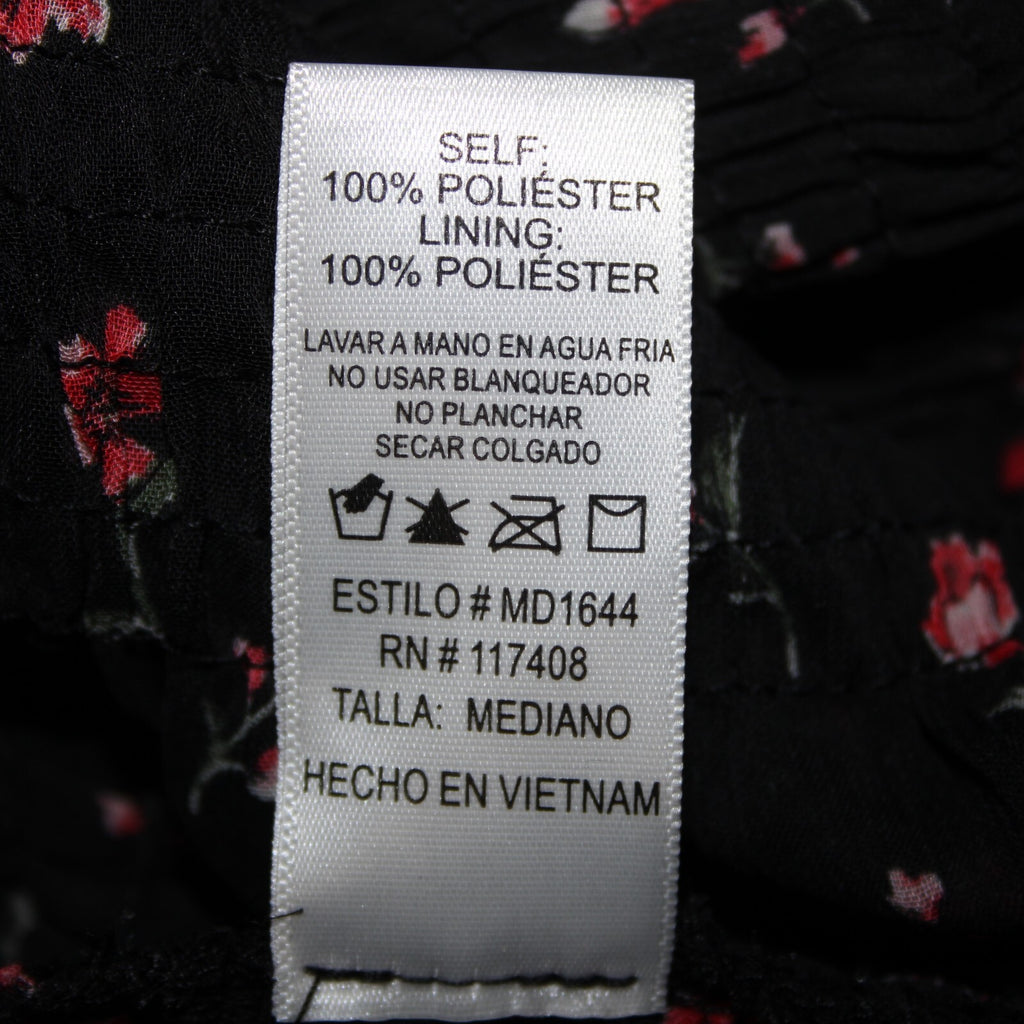 SELF:
100% POLIÉSTER
LINING:
100% POLIÉSTER
LAVAR A MANO EN AGUA FRIA
NO USAR BLANQUEADOR
NO PLANCHAR
SECAR COLGADO
ESTILO # MD1644
RN # 117408
TALLA: MEDIANO
HECHO EN VIETNAM